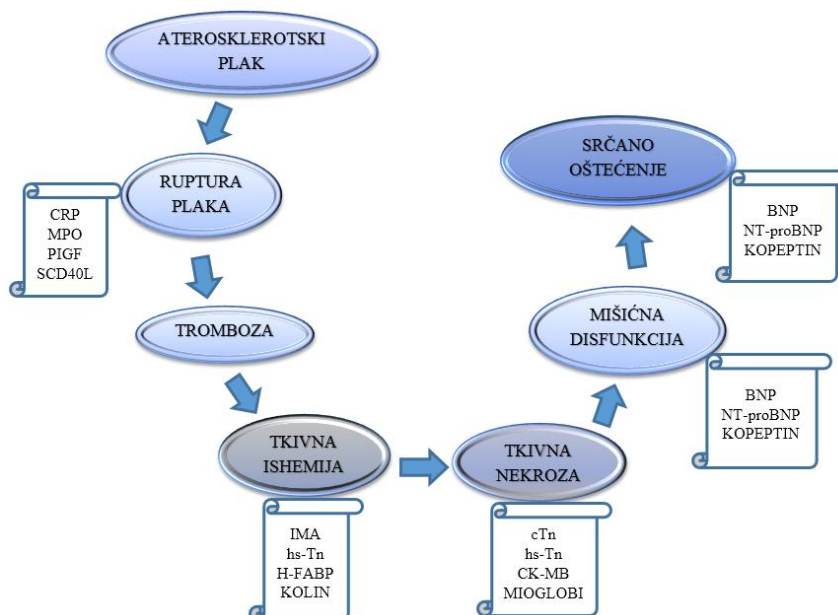 ATEROSKLEROTSKI
PLAK
RUPTURA
PLAKA
CRP
MPO
PIGF
SCD40L
TROMBOZA
TKIVNA
ISHEMIJA
IMA
hs-Tn
H-FABP
KOLIN
TKIVNA
NEKROZA
cTn
hs-Tn
CK-MB
MIOGLOBI
MIŠIĆNA
DISFUNKCIJA
BNP
NT-proBNP
KOPEPTIN
SRČANO
OŠTEĆENJE
BNP
NT-proBNP
KOPEPTIN